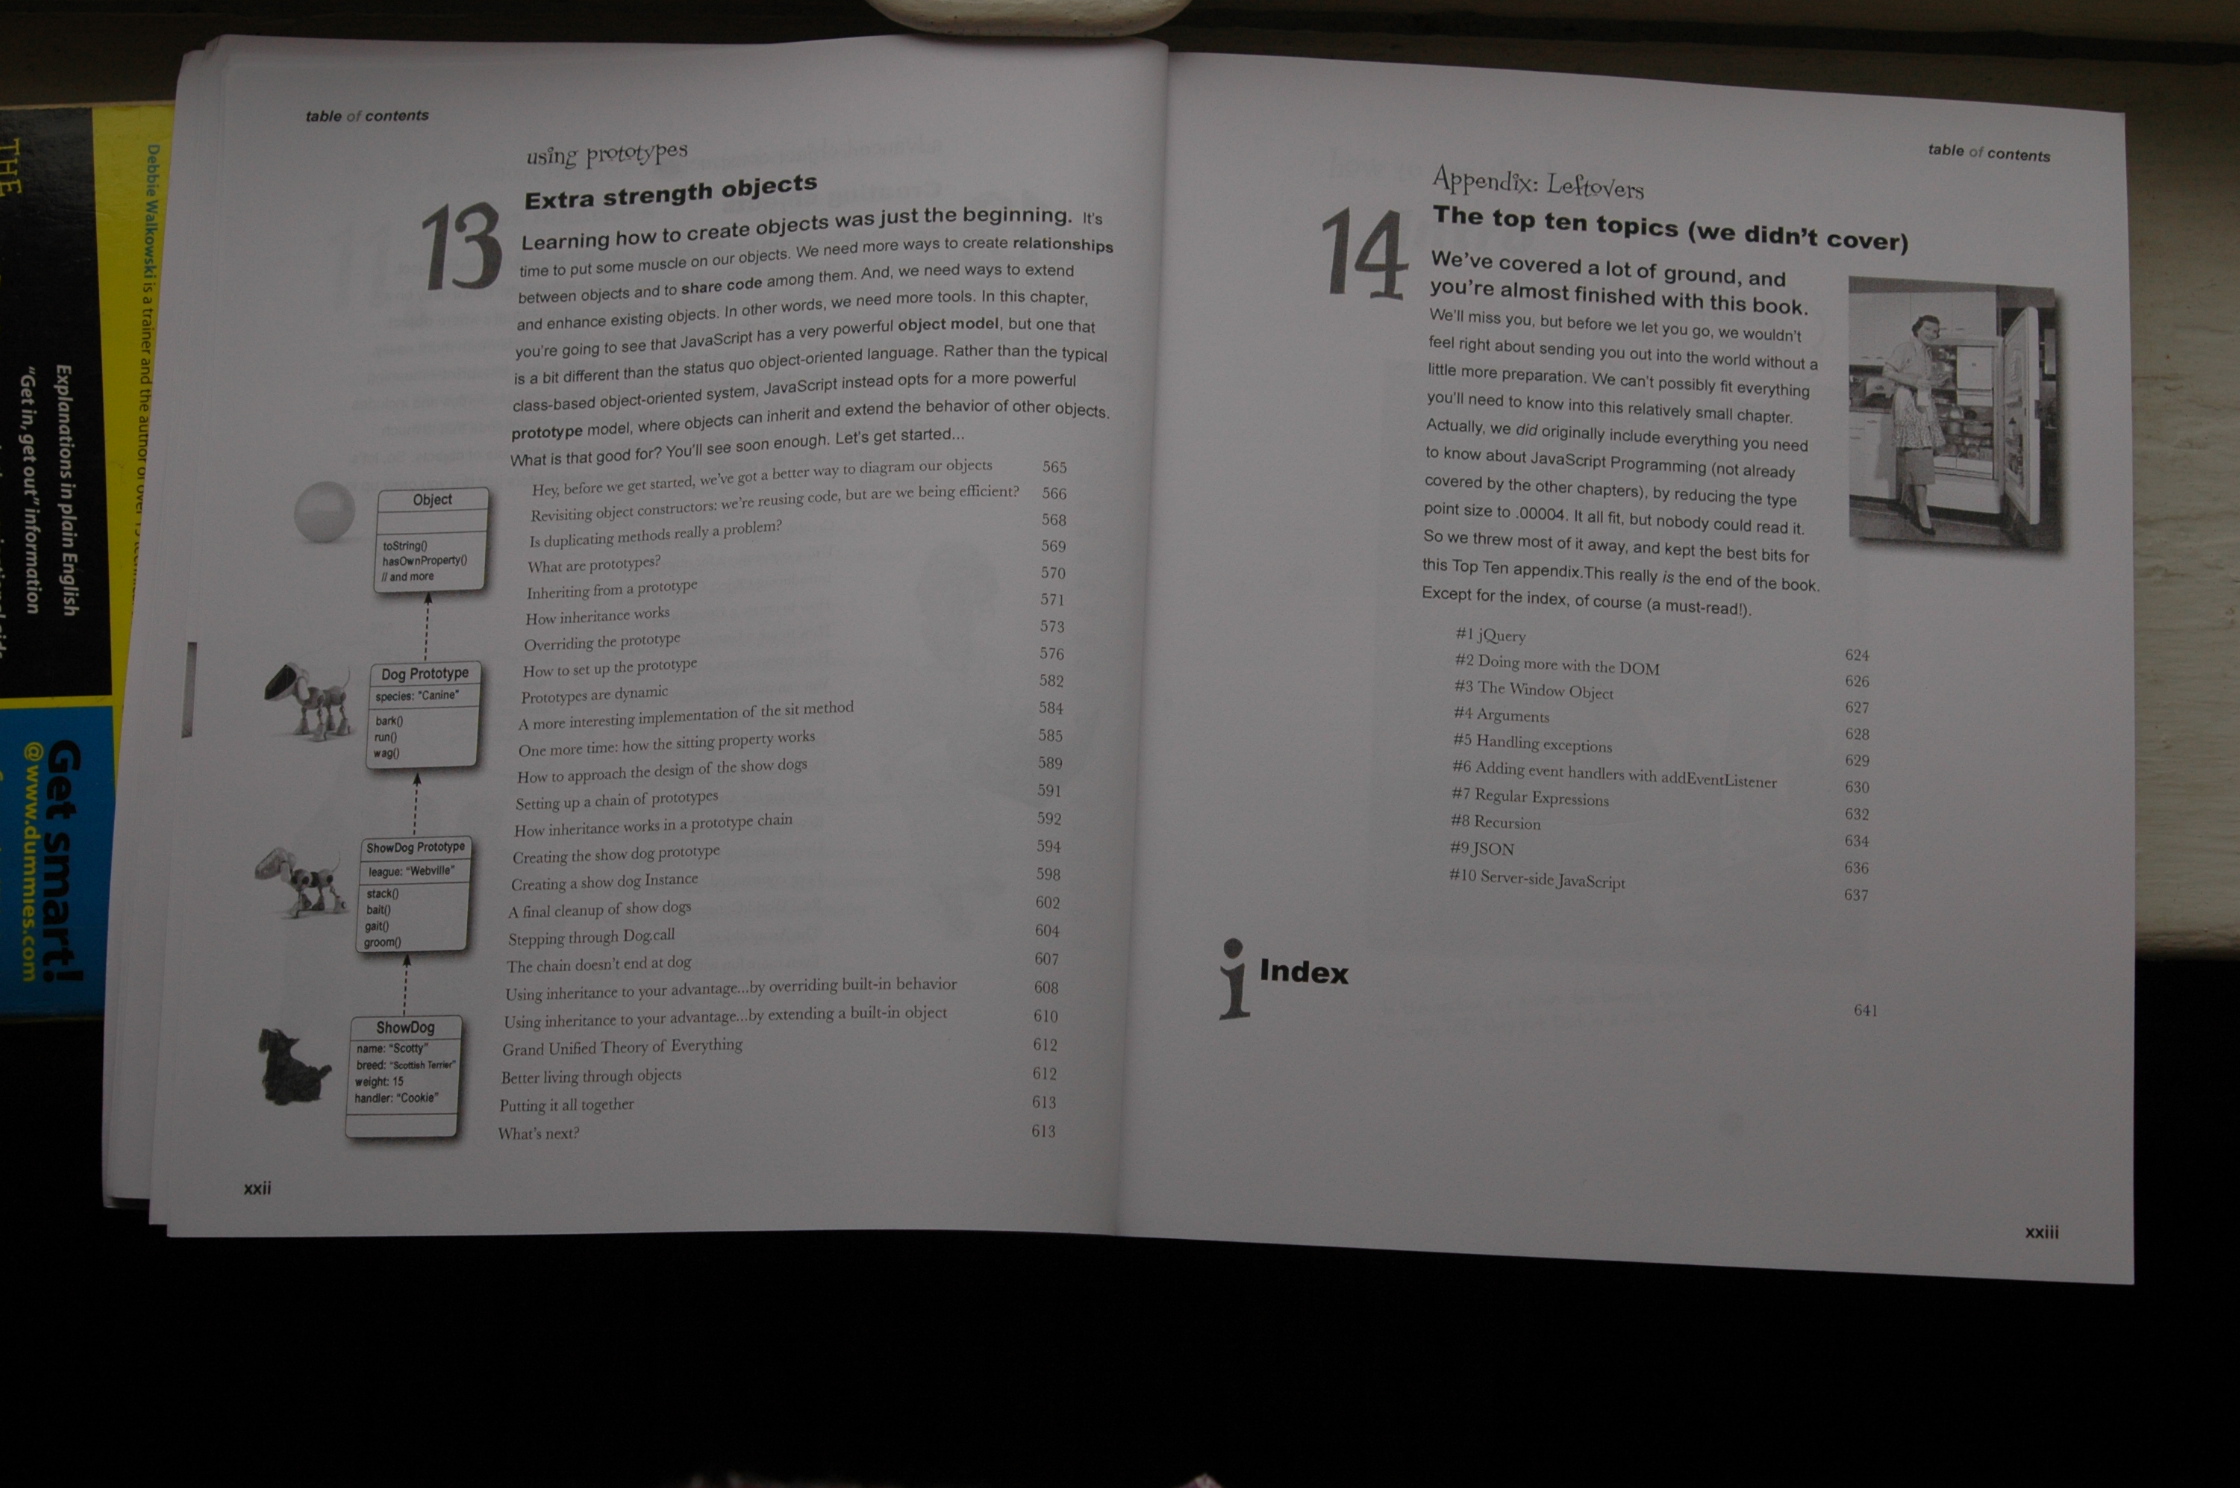 THE
Explanations in plain English
"Get in, get out" information
Get smart!
@www.dummies.com
Debbie Walkowski is a trainer and the author of over 15
table of contents
using prototypes
13
Extra strength objects
Learning how to create objects was just the beginning. It's
time to put some muscle on our objects. We need more ways to create relationships
between objects and to share code among them. And, we need ways to extend
and enhance existing objects. In other words, we need more tools. In this chapter,
you're going to see that JavaScript has a very powerful object model, but one that
is a bit different than the status quo object-oriented language. Rather than the typical
class-based object-oriented system, JavaScript instead opts for a more powerful
prototype model, where objects can inherit and extend the behavior of other objects.
What is that good for? You'll see soon enough. Let's get started...
Hey, before we get started, we've got a better way to diagram our objects 565
Revisiting object constructors: we're reusing code, but are we being efficient? 566
Is duplicating methods really a problem? 568
What are prototypes? 569
Inheriting from a prototype 570
How inheritance works 571
Overriding the prototype 573
How to set up the prototype 576
Prototypes are dynamic 582
A more interesting implementation of the sit method 584
One more time: how the sitting property works 585
How to approach the design of the show dogs 589
Setting up a chain of prototypes 591
How inheritance works in a prototype chain 592
Creating the show dog prototype 594
Creating a show dog Instance 598
A final cleanup of show dogs 602
Stepping through Dog.call 604
The chain doesn't end at dog 607
Using inheritance to your advantage...by overriding built-in behavior 608
Using inheritance to your advantage...by extending a built-in object 610
Grand Unified Theory of Everything 612
Better living through objects 612
Putting it all together 613
What's next? 613
Object
toString()
hasOwnProperty()
// and more
Dog Prototype
species: "Canine"
bark()
run()
wag()
ShowDog Prototype
league: "Webville"
stack()
bait()
gait()
groom()
ShowDog
name: "Scotty"
breed: "Scottish Terrier"
weight: 15
handler: "Cookie"
xxii
table of contents
Appendix: Leftovers
14
The top ten topics (we didn't cover)
We've covered a lot of ground, and
you're almost finished with this book.
We'll miss you, but before we let you go, we wouldn't
feel right about sending you out into the world without a
little more preparation. We can't possibly fit everything
you'll need to know into this relatively small chapter.
Actually, we did originally include everything you need
to know about JavaScript Programming (not already
covered by the other chapters), by reducing the type
point size to .00004. It all fit, but nobody could read it.
So we threw most of it away, and kept the best bits for
this Top Ten appendix.This really is the end of the book.
Except for the index, of course (a must-read!).
#1 jQuery 624
#2 Doing more with the DOM 626
#3 The Window Object 627
#4 Arguments 628
#5 Handling exceptions 629
#6 Adding event handlers with addEventListener 630
#7 Regular Expressions 632
#8 Recursion 634
#9 JSON 636
#10 Server-side JavaScript 637
i Index
641
xxiii